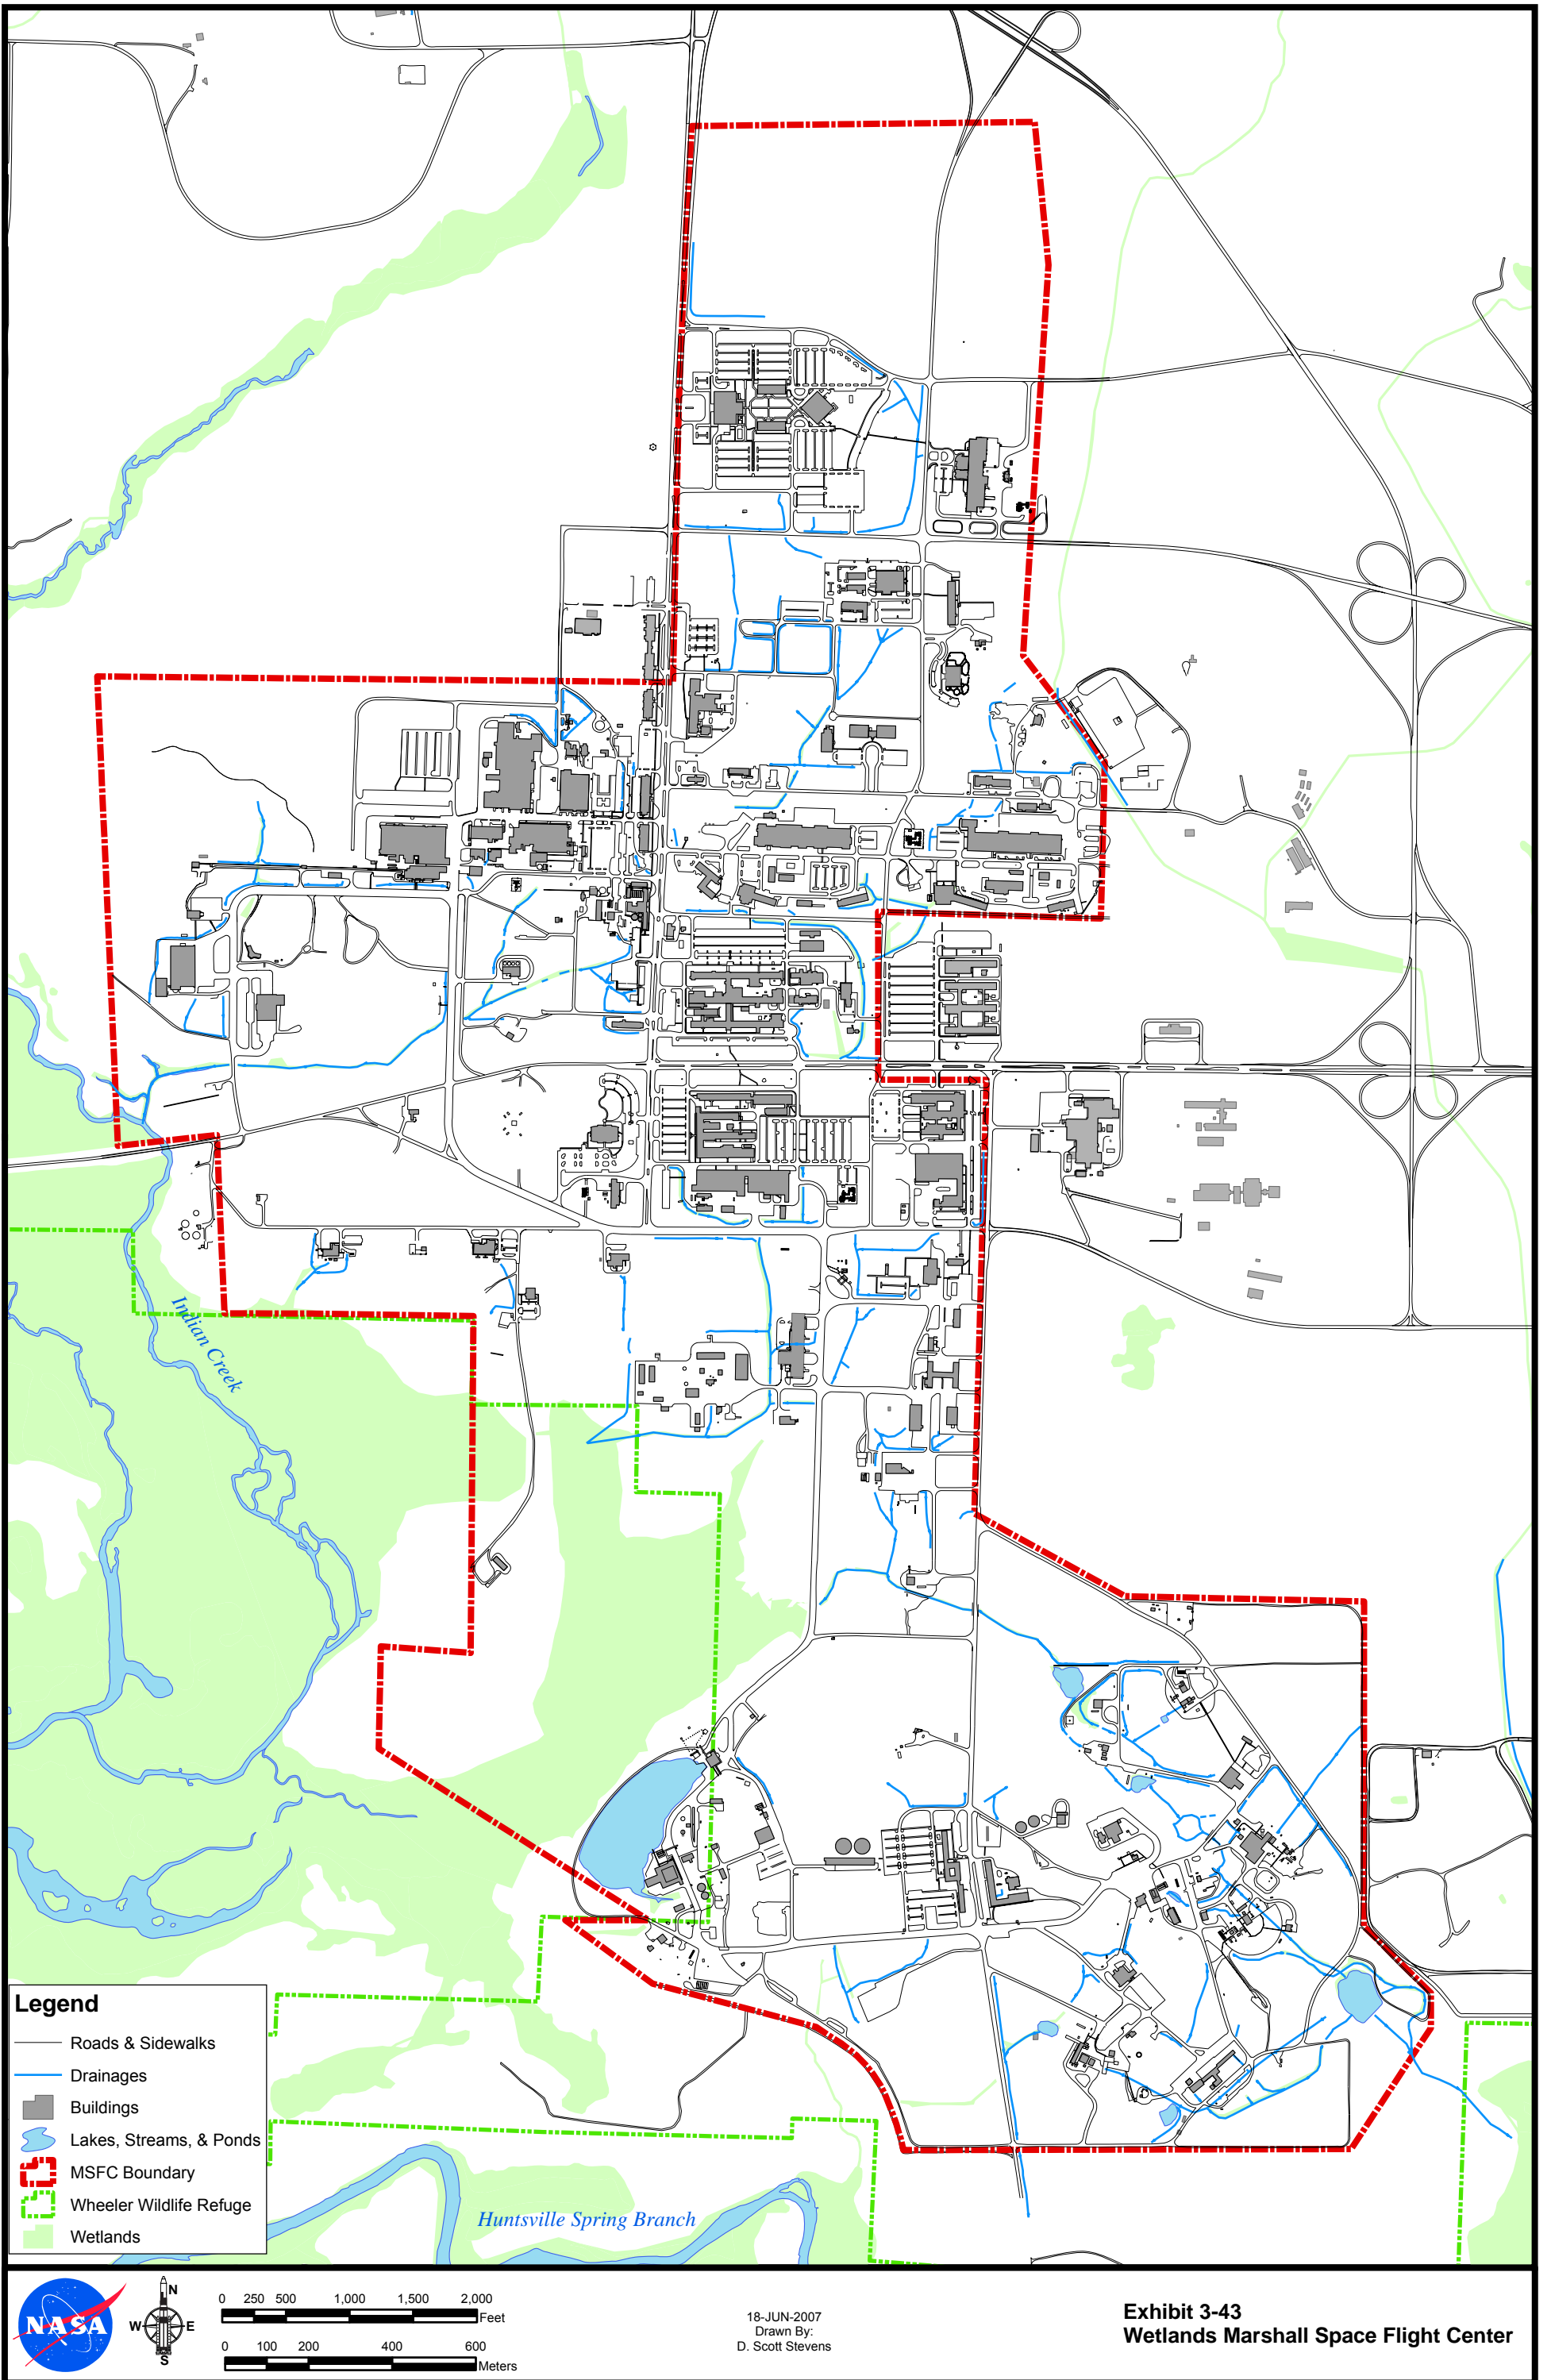 Indian Creek
Huntsville Spring Branch
Legend
Roads & Sidewalks
Drainages
Buildings
Lakes, Streams, & Ponds
MSFC Boundary
Wheeler Wildlife Refuge
Wetlands
NASA
N
W E
S
0 250 500 1,000 1,500 2,000
Feet
0 100 200 400 600
Meters
18-JUN-2007
Drawn By:
D. Scott Stevens
Exhibit 3-43
Wetlands Marshall Space Flight Center